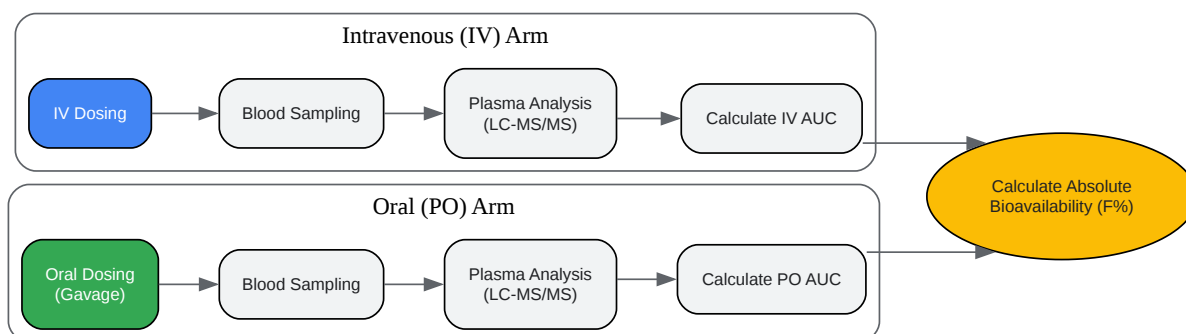 Intravenous (IV) Arm
IV Dosing
Blood Sampling
Plasma Analysis
(LC-MS/MS)
Calculate IV AUC
Calculate Absolute
Bioavailability (F%)
Oral (PO) Arm
Oral Dosing
(Gavage)
Blood Sampling
Plasma Analysis
(LC-MS/MS)
Calculate PO AUC